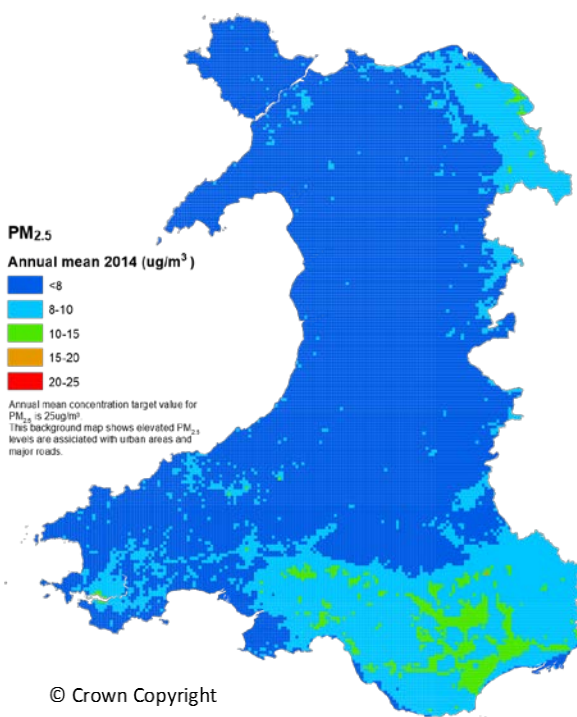 PM2.5
Annual mean 2014 (ug/m³ )
<8
8-10
10-15
15-20
20-25
Annual mean concentration target value for
PM2.5 is 25ug/m³.
This background map shows elevated PM2.5
levels are assiciated with urban areas and
major roads.
© Crown Copyright